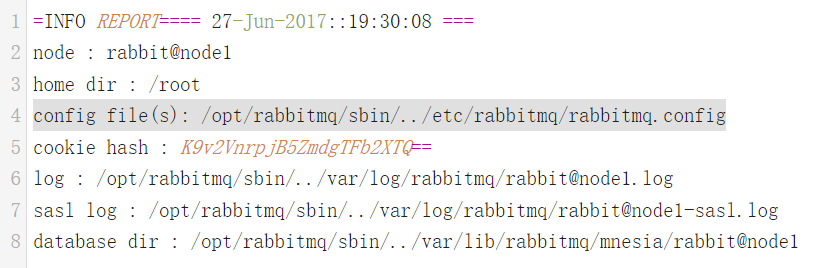 1 =INFO REPORT==== 27-Jun-2017::19:30:08 ===
2 node : rabbit@node1
3 home dir : /root
4 config file(s): /opt/rabbitmq/sbin/../etc/rabbitmq/rabbitmq.config
5 cookie hash : K9v2VnrpjB5ZmdgTFb2XTQ==
6 log : /opt/rabbitmq/sbin/../var/log/rabbitmq/rabbit@node1.log
7 sasl log : /opt/rabbitmq/sbin/../var/log/rabbitmq/rabbit@node1-sasl.log
8 database dir : /opt/rabbitmq/sbin/../var/lib/rabbitmq/mnesia/rabbit@node1